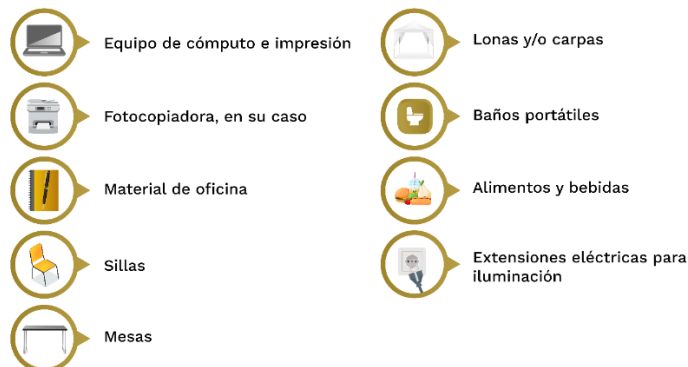 Equipo de cómputo e impresión
Fotocopiadora, en su caso
Material de oficina
Sillas
Mesas
Lonas y/o carpas
Baños portátiles
Alimentos y bebidas
Extensiones eléctricas para
iluminación